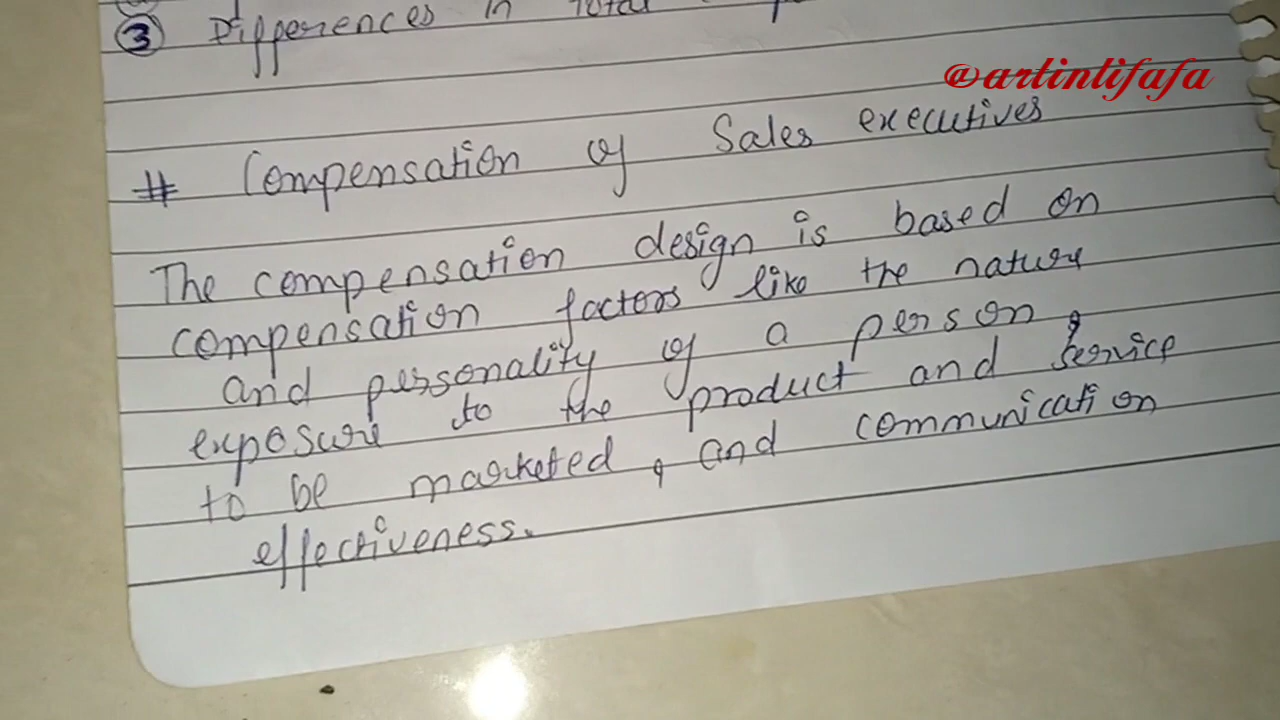 ③ Differences in Total
@artinlifafa
# Compensation of Sales executives
The compensation design is based on
compensation factors like the nature
and personality of a person,
exposure to the product and service
to be marketed, and communication
effectiveness.